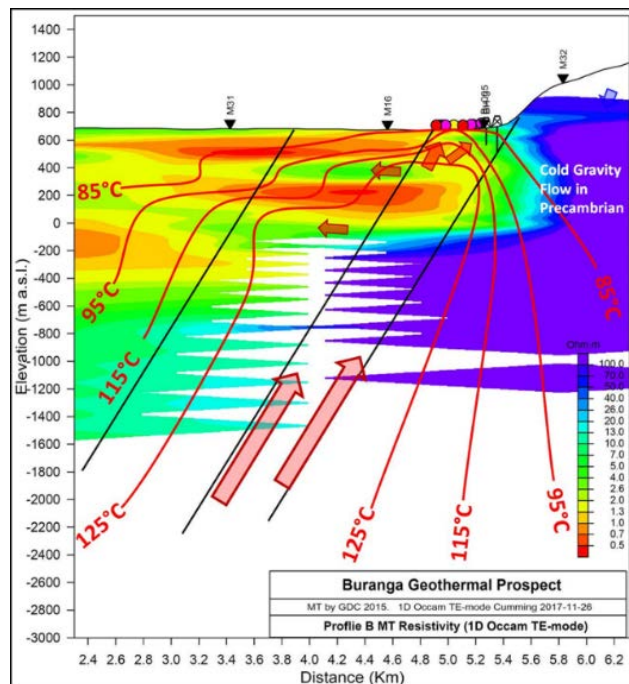 1400
1200
1000
800
600
400
200
0
-200
-400
-600
-800
-1000
-1200
-1400
-1600
-1800
-2000
-2200
-2400
-2600
-2800
-3000
Elevation (m a.s.l.)
M31
M16
M32
85°C
95°C
115°C
125°C
Cold Gravity
Flow in
Precambrian
85°C
95°C
115°C
125°C
Ohm-m
100.0
70.0
50.0
40.0
26.0
20.0
13.0
10.0
7.0
5.0
4.0
2.6
2.0
1.3
1.0
0.7
0.5
Buranga Geothermal Prospect
MT by GDC 2015. 1D Occam TE-mode Cumming 2017-11-26
Proflie B MT Resistivity (1D Occam TE-mode)
2.4 2.6 2.8 3.0 3.2 3.4 3.6 3.8 4.0 4.2 4.4 4.6 4.8 5.0 5.2 5.4 5.6 5.8 6.0 6.2
Distance (Km)